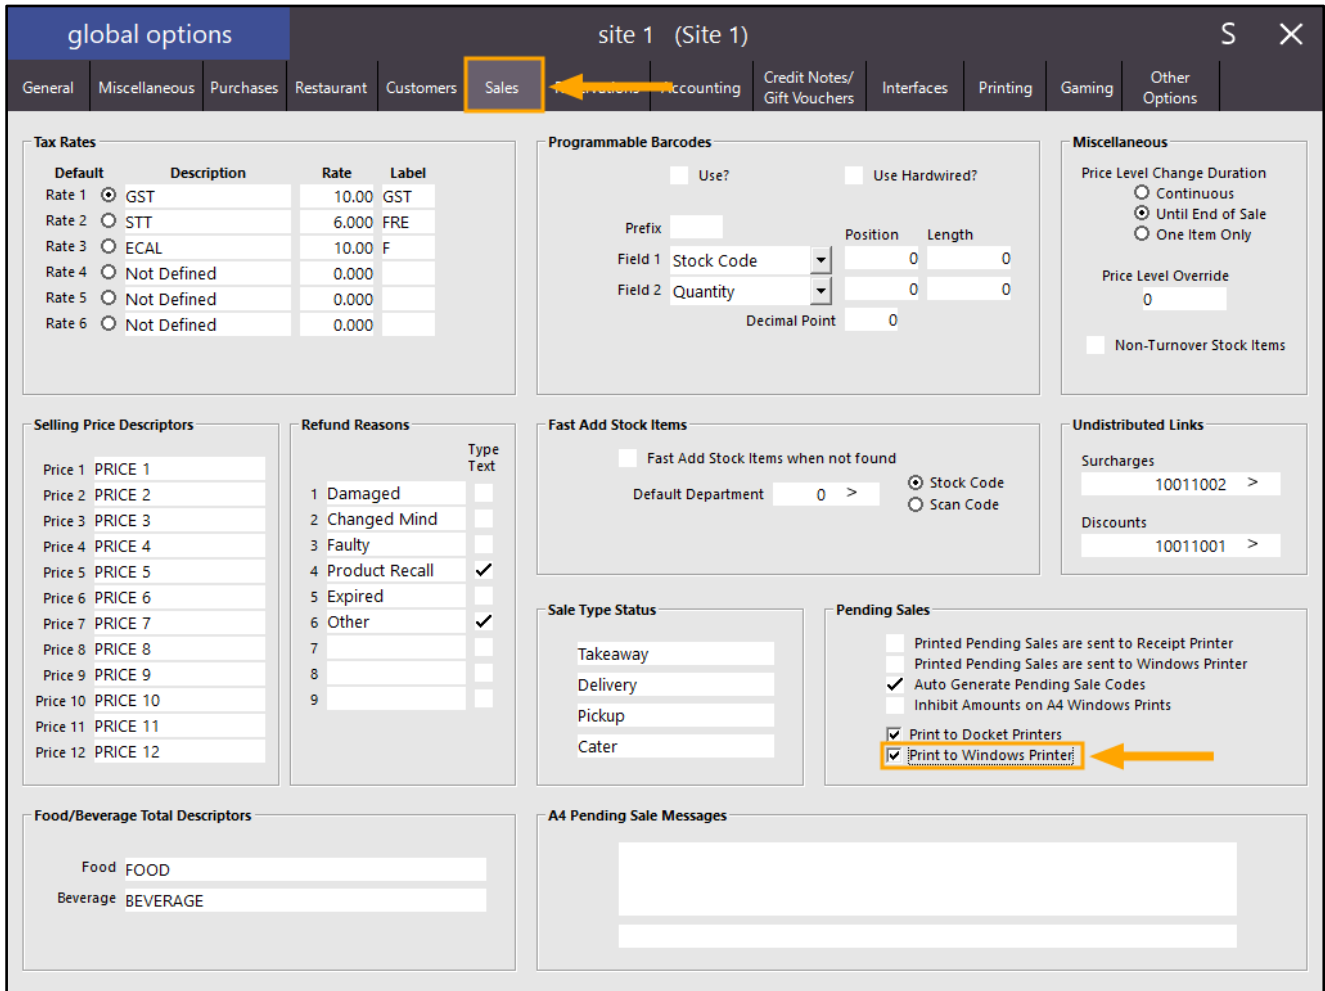 global options
site 1 (Site 1)
S
General
Miscellaneous
Purchases
Restaurant
Customers
Sales
Accounting
Credit Notes/
Gift Vouchers
Interfaces
Printing
Gaming
Other
Options
Tax Rates
Default Description Rate Label
Rate 1 GST 10.00 GST
Rate 2 STT 6.000 FRE
Rate 3 ECAL 10.00 F
Rate 4 Not Defined 0.000
Rate 5 Not Defined 0.000
Rate 6 Not Defined 0.000
Programmable Barcodes
Use? Use Hardwired?
Prefix
Position Length
Field 1 Stock Code 0 0
Field 2 Quantity 0 0
Decimal Point 0
Miscellaneous
Price Level Change Duration
Continuous
Until End of Sale
One Item Only
Price Level Override
0
Non-Turnover Stock Items
Selling Price Descriptors
Price 1 PRICE 1
Price 2 PRICE 2
Price 3 PRICE 3
Price 4 PRICE 4
Price 5 PRICE 5
Price 6 PRICE 6
Price 7 PRICE 7
Price 8 PRICE 8
Price 9 PRICE 9
Price 10 PRICE 10
Price 11 PRICE 11
Price 12 PRICE 12
Refund Reasons
Type
Text
1 Damaged
2 Changed Mind
3 Faulty
4 Product Recall
5 Expired
6 Other
7
8
9
Fast Add Stock Items
Fast Add Stock Items when not found
Default Department 0 >
Stock Code
Scan Code
Undistributed Links
Surcharges
10011002 >
Discounts
10011001 >
Sale Type Status
Takeaway
Delivery
Pickup
Cater
Pending Sales
Printed Pending Sales are sent to Receipt Printer
Printed Pending Sales are sent to Windows Printer
Auto Generate Pending Sale Codes
Inhibit Amounts on A4 Windows Prints
Print to Docket Printers
Print to Windows Printer
Food/Beverage Total Descriptors
Food FOOD
Beverage BEVERAGE
A4 Pending Sale Messages